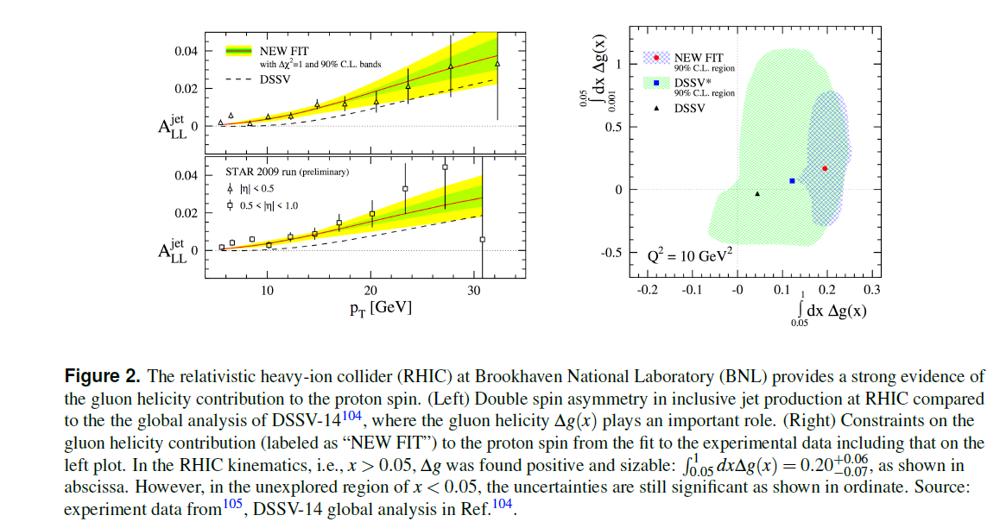 0.04
0.02
0
A_LL^jet
NEW FIT
with Δχ²=1 and 90% C.L. bands
DSSV
0.04
0.02
0
A_LL^jet
STAR 2009 run (preliminary)
|η| < 0.5
0.5 < |η| < 1.0
10 20 30
p_T [GeV]
∫_{0.001}^{0.05} dx Δg(x)
1
0.5
0
-0.5
NEW FIT
90% C.L. region
DSSV*
90% C.L. region
DSSV
Q² = 10 GeV²
-0.2 -0.1 -0 0.1 0.2 0.3
∫_{0.05}^{1} dx Δg(x)
Figure 2. The relativistic heavy-ion collider (RHIC) at Brookhaven National Laboratory (BNL) provides a strong evidence of
the gluon helicity contribution to the proton spin. (Left) Double spin asymmetry in inclusive jet production at RHIC compared
to the the global analysis of DSSV-14¹⁰⁴, where the gluon helicity Δg(x) plays an important role. (Right) Constraints on the
gluon helicity contribution (labeled as “NEW FIT”) to the proton spin from the fit to the experimental data including that on the
left plot. In the RHIC kinematics, i.e., x > 0.05, Δg was found positive and sizable: ∫_{0.05}^{1} dxΔg(x) = 0.20^{+0.06}_{−0.07}, as shown in
abscissa. However, in the unexplored region of x < 0.05, the uncertainties are still significant as shown in ordinate. Source:
experiment data from¹⁰⁵, DSSV-14 global analysis in Ref.¹⁰⁴.